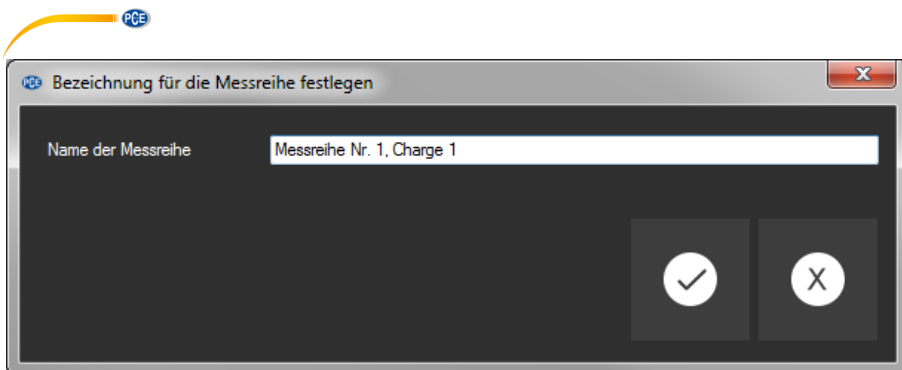 PCE
PCE Bezeichnung für die Messreihe festlegen X
Name der Messreihe Messreihe Nr. 1, Charge 1
X